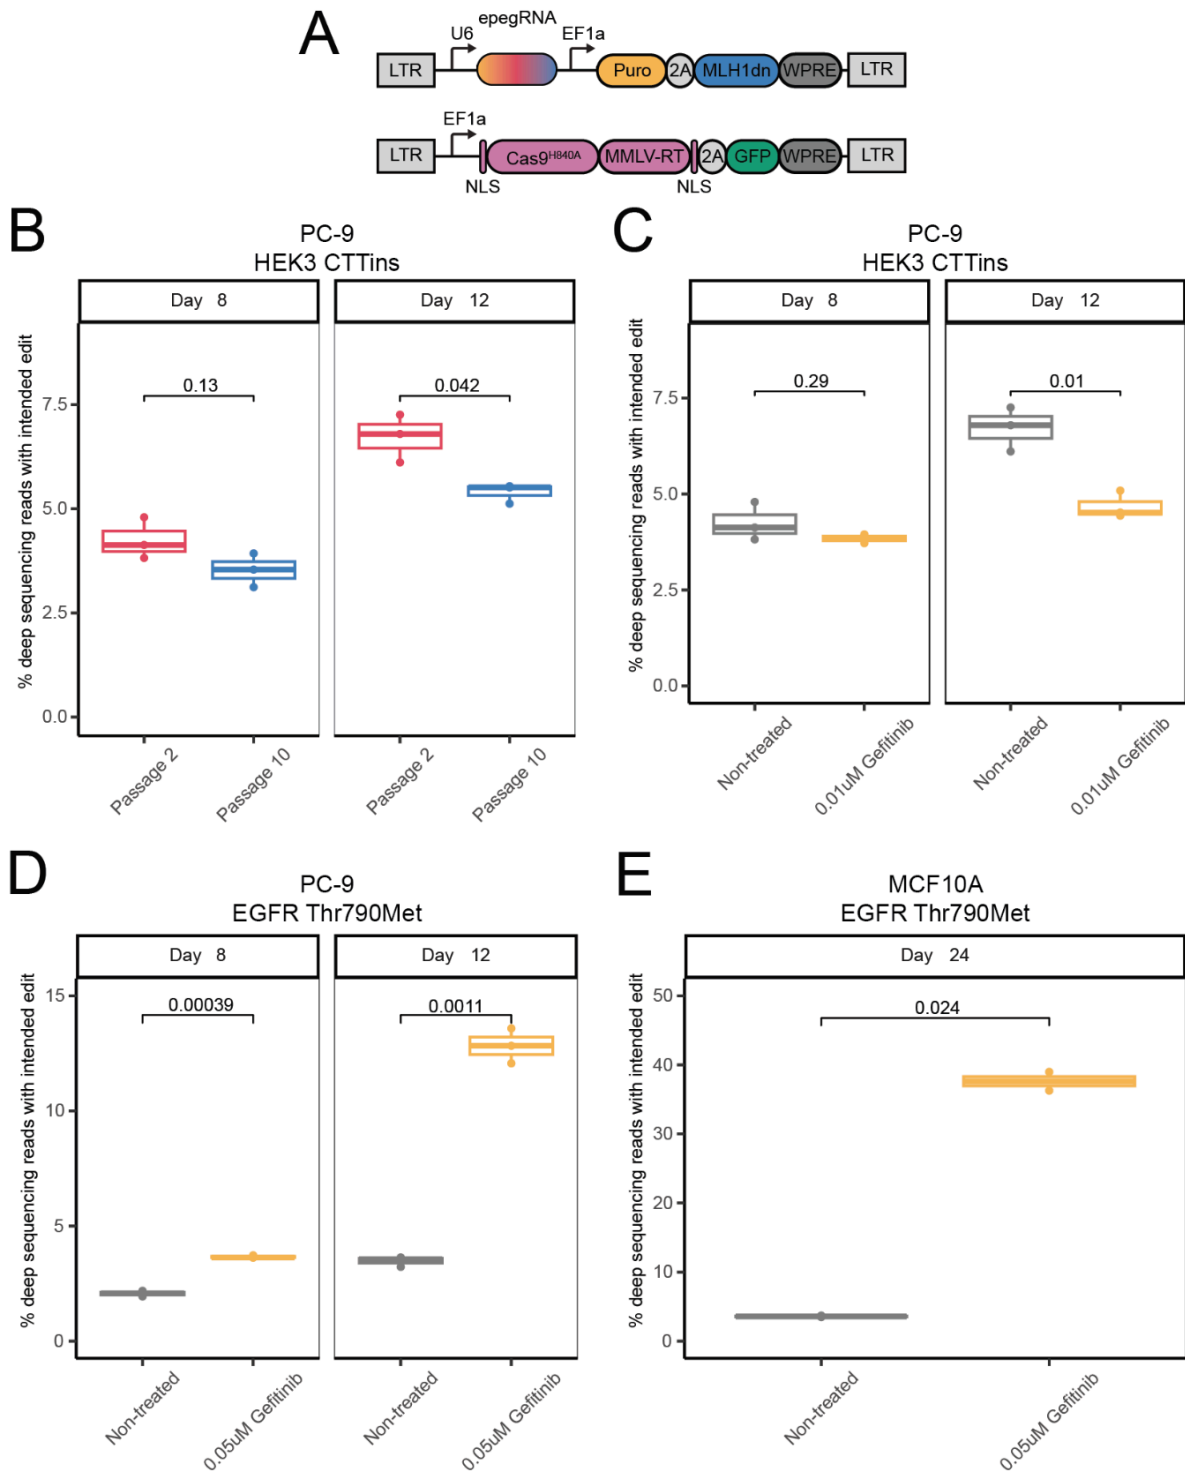 A
U6
epegRNA
EF1a
LTR
Puro
2A
MLH1dn
WPRE
LTR
EF1a
LTR
Cas9H840A
MMLV-RT
2A
GFP
WPRE
LTR
NLS
NLS
B
PC-9
HEK3 CTTins
Day 8
Day 12
% deep sequencing reads with intended edit
7.5
5.0
2.5
0.0
0.13
0.042
Passage 2
Passage 10
Passage 2
Passage 10
C
PC-9
HEK3 CTTins
Day 8
Day 12
% deep sequencing reads with intended edit
7.5
5.0
2.5
0.0
0.29
0.01
Non-treated
0.01uM Gefitinib
Non-treated
0.01uM Gefitinib
D
PC-9
EGFR Thr790Met
Day 8
Day 12
% deep sequencing reads with intended edit
15
10
5
0
0.00039
0.0011
Non-treated
0.05uM Gefitinib
Non-treated
0.05uM Gefitinib
E
MCF10A
EGFR Thr790Met
Day 24
% deep sequencing reads with intended edit
50
40
30
20
10
0
0.024
Non-treated
0.05uM Gefitinib